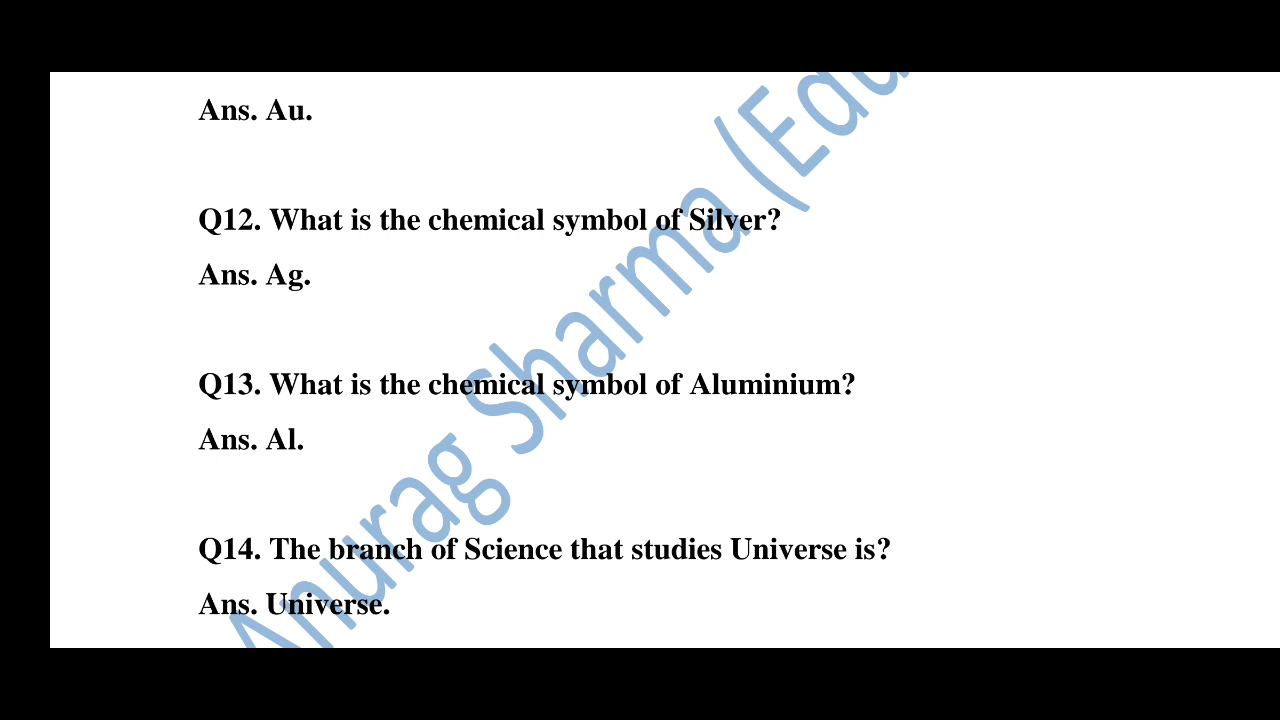 Ans. Au.
Q12. What is the chemical symbol of Silver?
Ans. Ag.
Q13. What is the chemical symbol of Aluminium?
Ans. Al.
Q14. The branch of Science that studies Universe is?
Ans. Universe.
Anurag Sharma (Edu